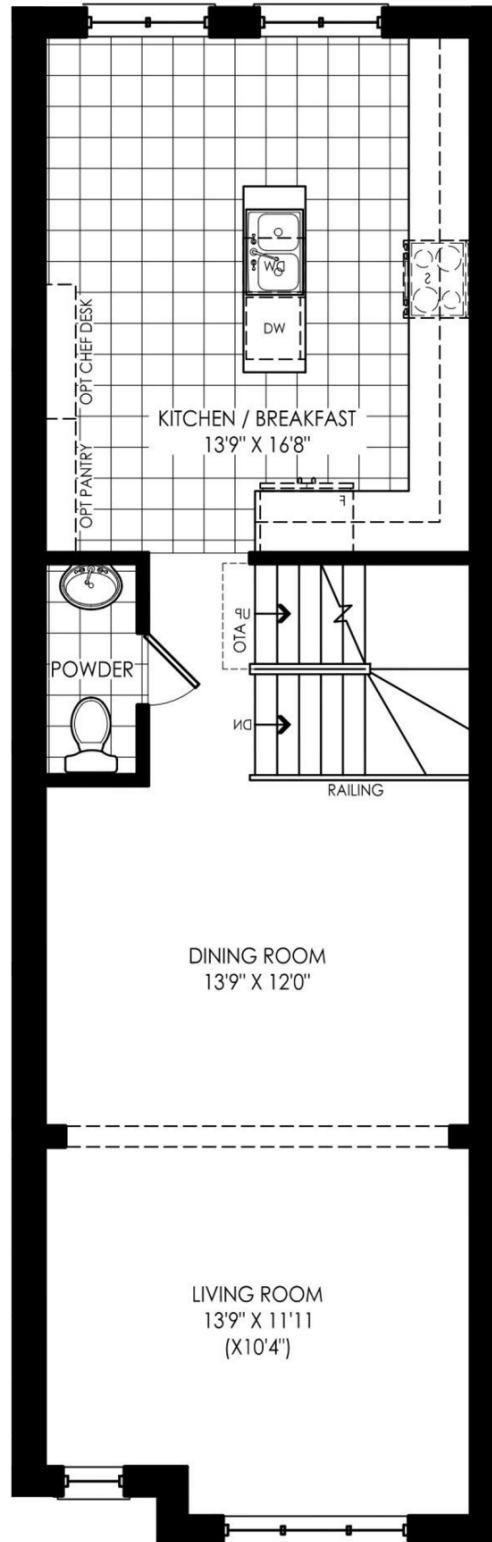 DW
DW
S
OPT CHEF DESK
KITCHEN / BREAKFAST
13'9" X 16'8"
OPT PANTRY
F
UP
OTA
POWDER
DN
RAILING
DINING ROOM
13'9" X 12'0"
LIVING ROOM
13'9" X 11'11
(X10'4")